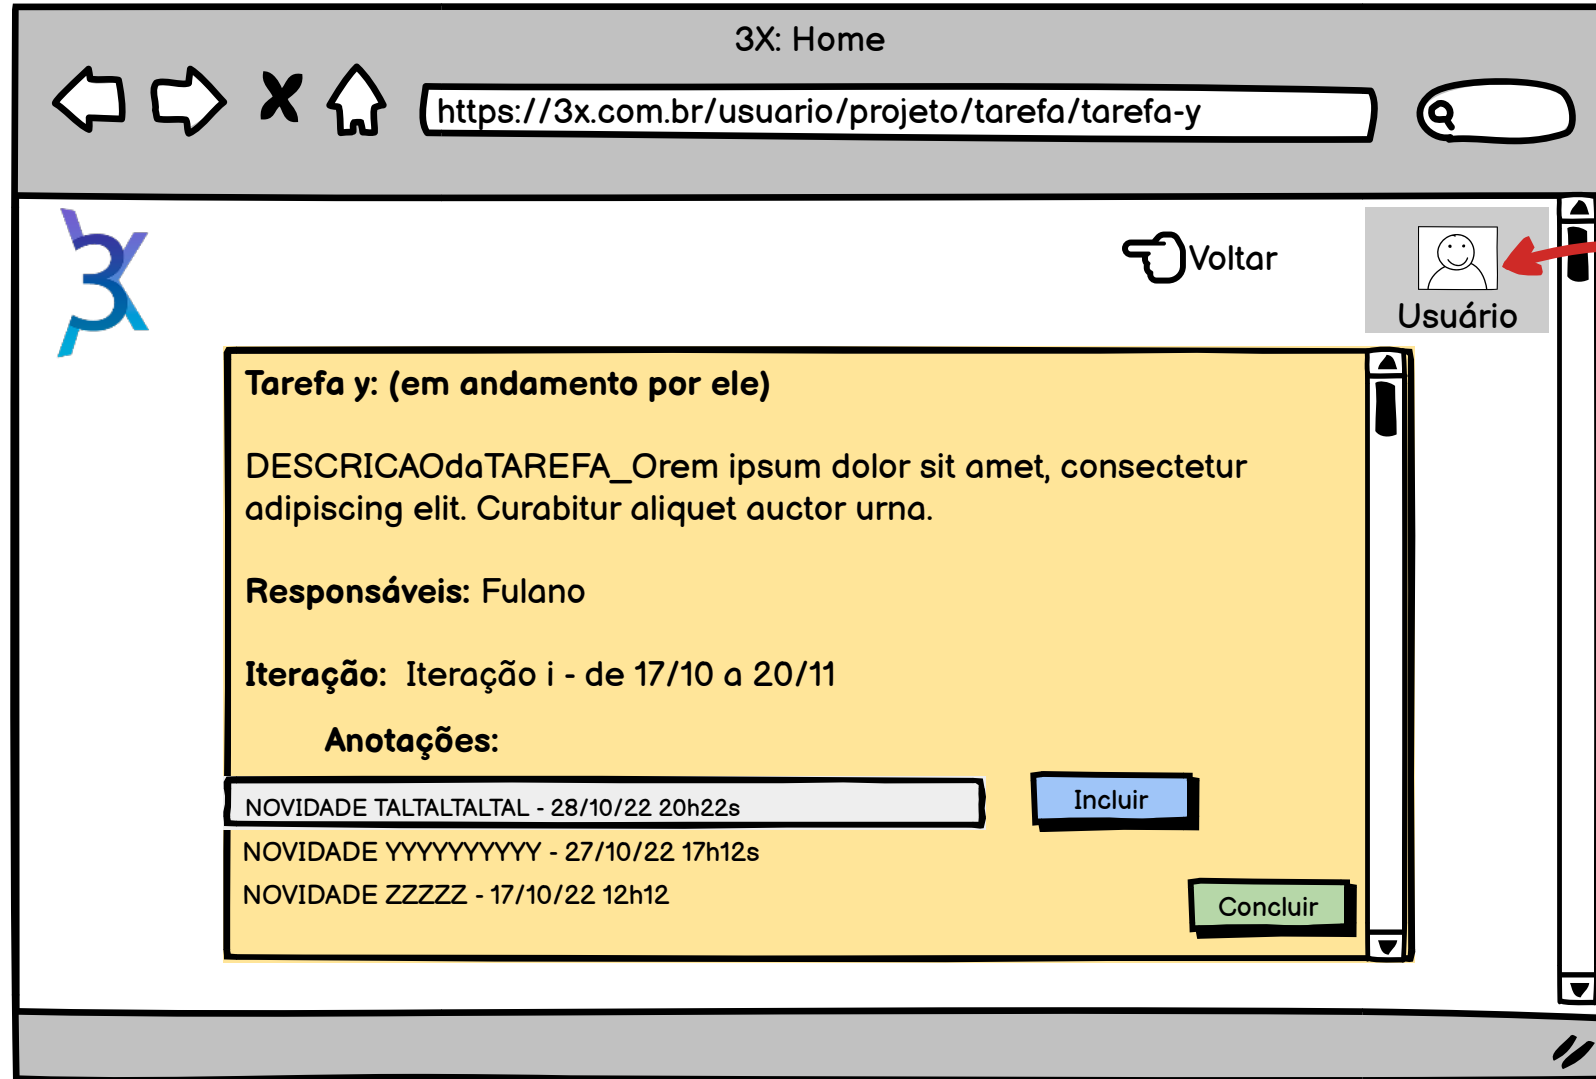 3X: Home
https://3x.com.br/usuario/projeto/tarefa/tarefa-y
3X
Voltar
Usuário
Tarefa y: (em andamento por ele)
DESCRICAOdaTAREFA_Orem ipsum dolor sit amet, consectetur
adipiscing elit. Curabitur aliquet auctor urna.
Responsáveis: Fulano
Iteração: Iteração i - de 17/10 a 20/11
Anotações:
NOVIDADE TALTALTALTAL - 28/10/22 20h22s
Incluir
NOVIDADE YYYYYYYYYY - 27/10/22 17h12s
NOVIDADE ZZZZZ - 17/10/22 12h12
Concluir